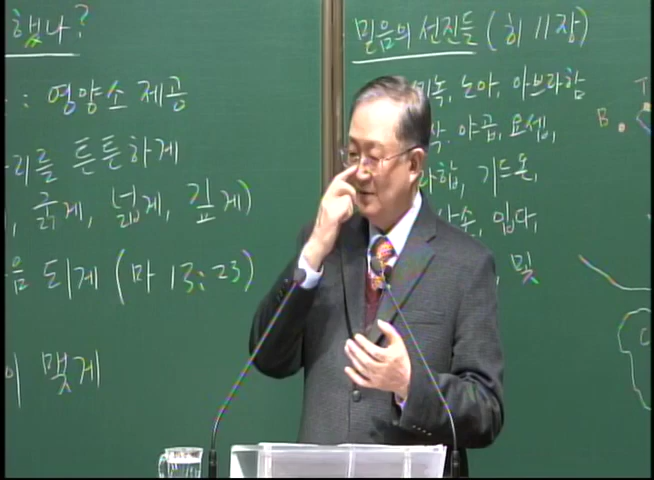 했나?
: 영양소 제공
리를 튼튼하게
, 굵게, 넓게, 깊게)
음 되게 (마 13:23)
이 맺게
믿음의 선진들 (히 11장)
녹, 노아, 아브라함
삭, 야곱, 요셉,
라합, 기드온,
손, 입다,
, 및
T
B.